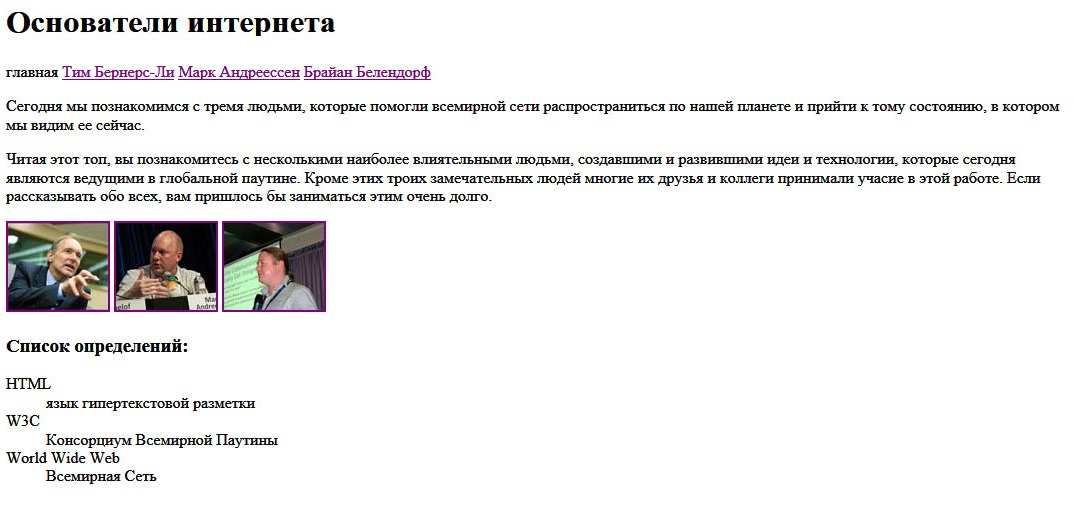 Основатели интернета
главная Тим Бернерс-Ли Марк Андреессен Брайан Белендорф
Сегодня мы познакомимся с тремя людьми, которые помогли всемирной сети распространиться по нашей планете и прийти к тому состоянию, в котором
мы видим ее сейчас.
Читая этот топ, вы познакомитесь с несколькими наиболее влиятельными людьми, создавшими и развившими идеи и технологии, которые сегодня
являются ведущими в глобальной паутине. Кроме этих троих замечательных людей многие их друзья и коллеги принимали учасие в этой работе. Если
рассказывать обо всех, вам пришлось бы заниматься этим очень долго.
Список определений:
HTML
язык гипертекстовой разметки
W3C
Консорциум Всемирной Паутины
World Wide Web
Всемирная Сеть